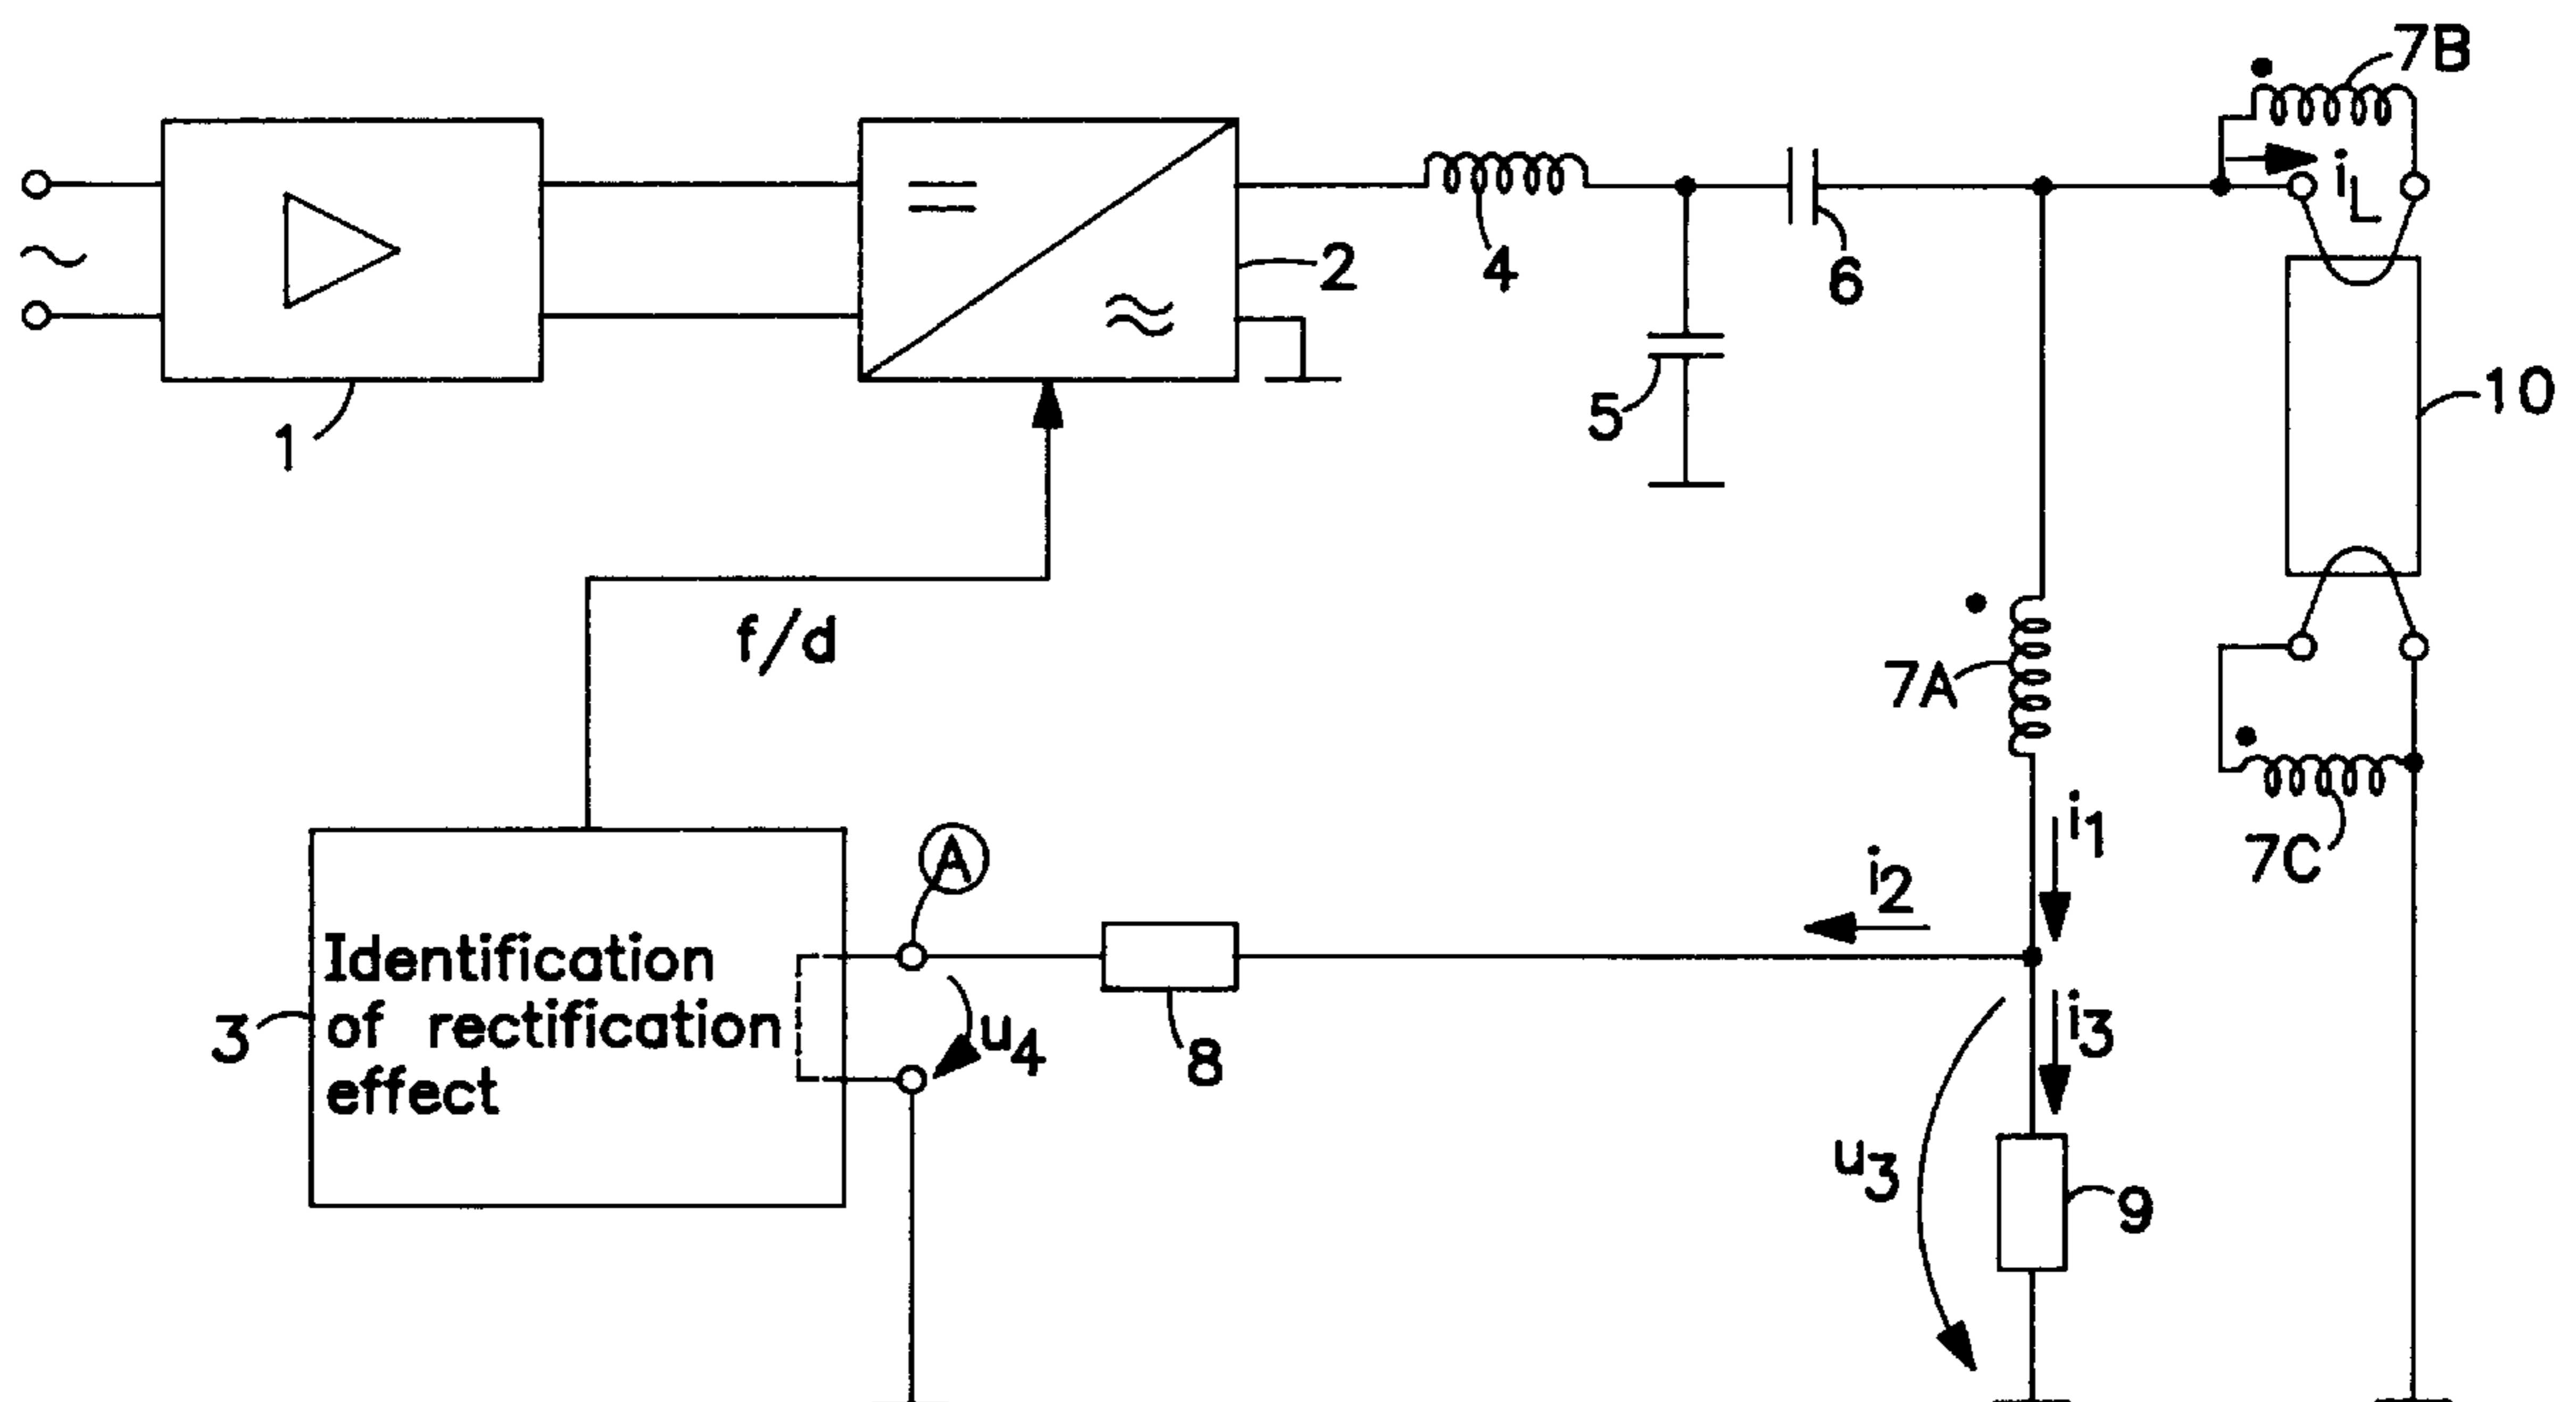 7B
iL
2
4
6
5
10
1
f/d
7A
i1
7C
A
i2
Identification
of rectification
effect
3
u4
8
i3
u3
9